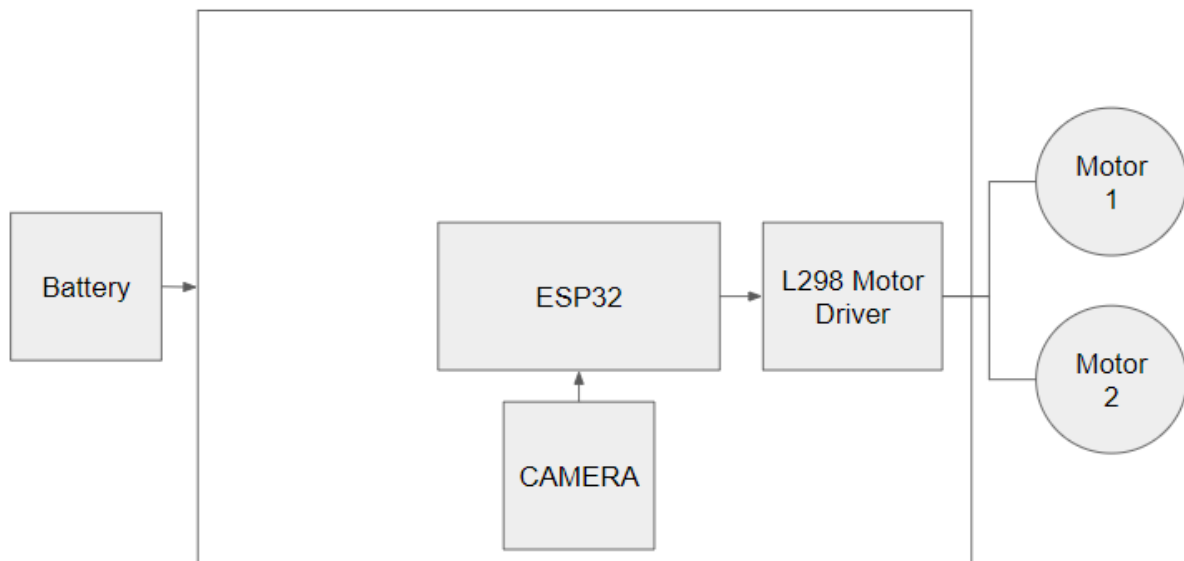 Battery
ESP32
L298 Motor
Driver
CAMERA
Motor
1
Motor
2